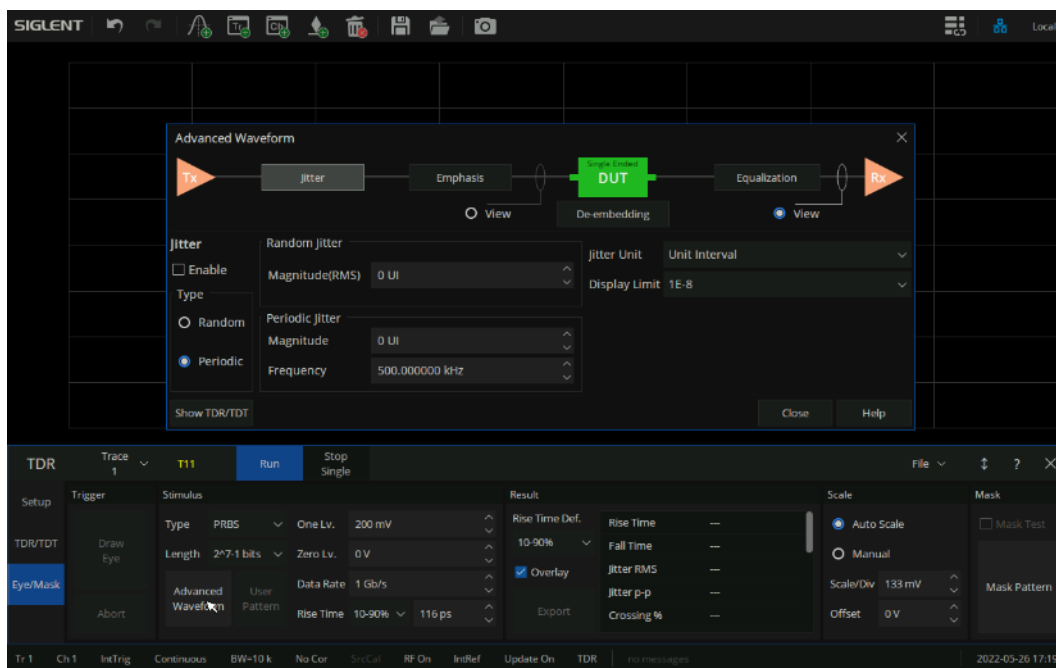 SIGLENT Local
Advanced Waveform
Tx Jitter Emphasis Single Ended DUT Equalization Rx
View De-embedding View
Jitter
Enable
Type
Random
Periodic
Random Jitter
Magnitude(RMS) 0 UI
Periodic Jitter
Magnitude 0 UI
Frequency 500.000000 kHz
Jitter Unit Unit Interval
Display Limit 1E-8
Show TDR/TDT Close Help
TDR Trace 1 T11 Run Stop Single File ?
Setup
TDR/TDT
Eye/Mask
Trigger
Draw Eye
Abort
Stimulus
Type PRBS One Lv. 200 mV
Length 2^7-1 bits Zero Lv. 0 V
Advanced Waveform User Pattern Data Rate 1 Gb/s
Rise Time 10-90% 116 ps
Result
Rise Time Def.
10-90%
Overlay
Export
Rise Time ---
Fall Time ---
Jitter RMS ---
Jitter p-p ---
Crossing % ---
Scale
Auto Scale
Manual
Scale/Div 133 mV
Offset 0 V
Mask
Mask Test
Mask Pattern
Tr 1 Ch 1 IntTrig Continuous BW=10 k No Cor SrcCal RF On IntRef Update On TDR no messages 2022-05-26 17:19